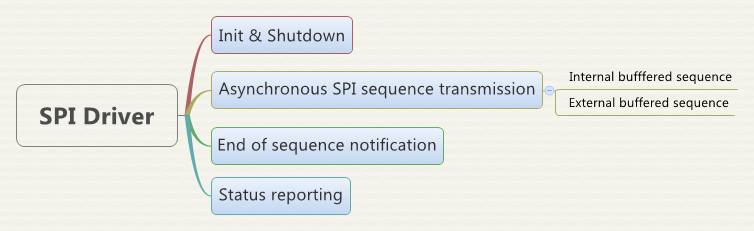 SPI Driver
Init & Shutdown
Asynchronous SPI sequence transmission
Internal bufffered sequence
External buffered sequence
End of sequence notification
Status reporting